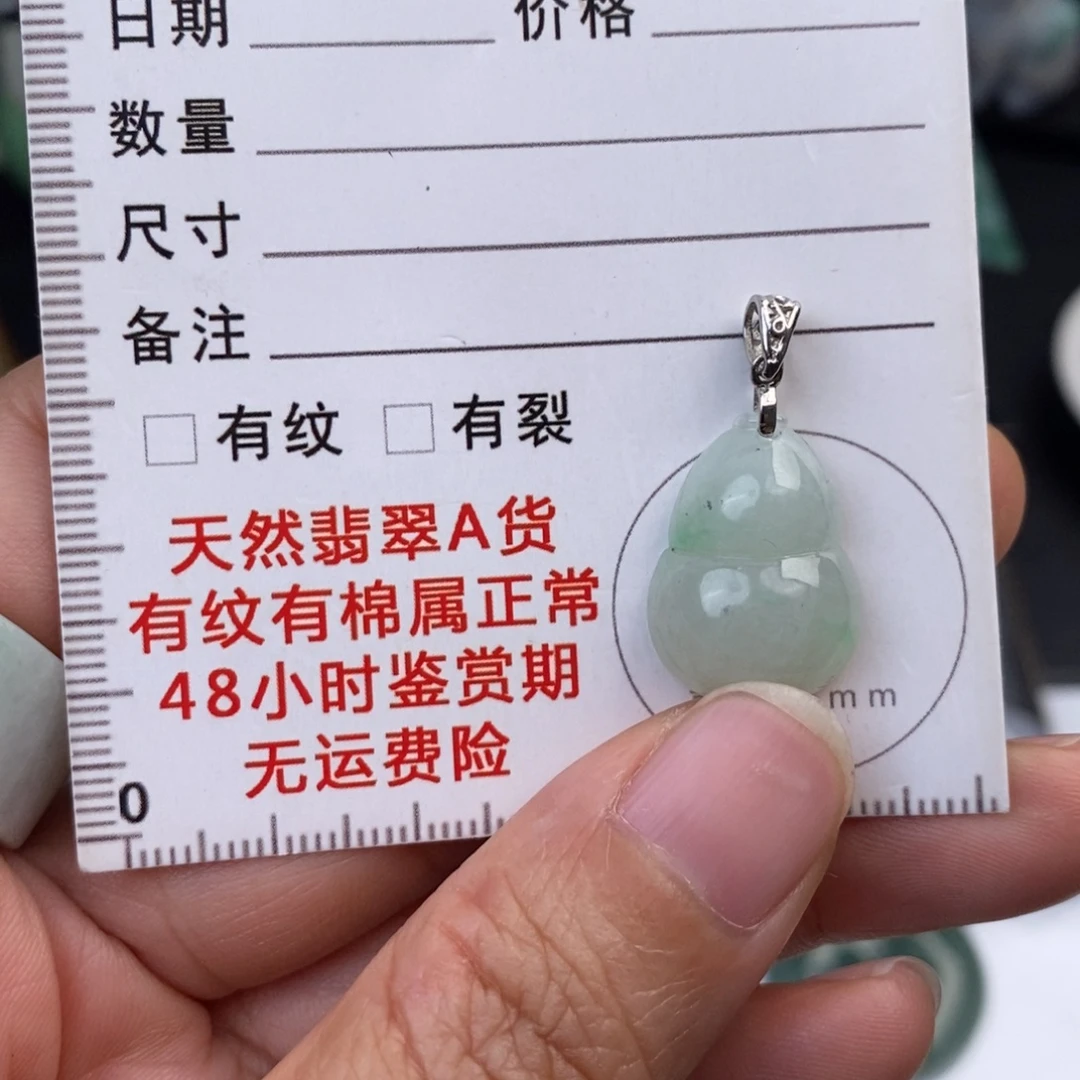 日期 价格
数量
尺寸
备注
有纹 有裂
天然翡翠A货
有纹有棉属正常
48小时鉴赏期
无运费险
mm
0